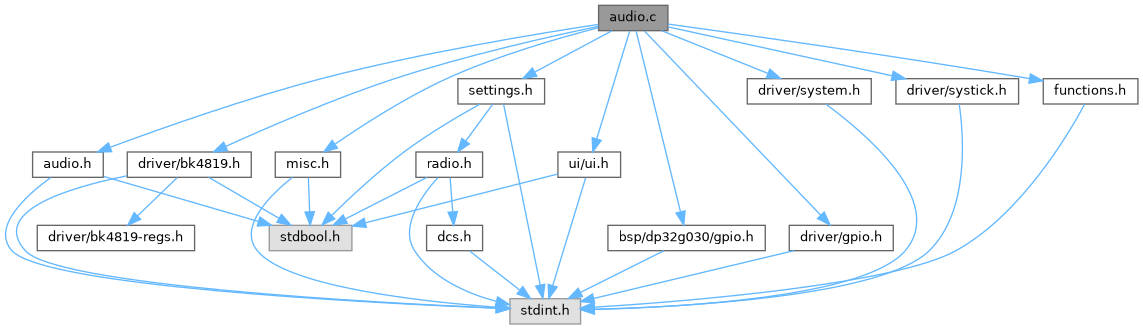 audio.c
settings.h
driver/system.h
driver/systick.h
functions.h
audio.h
driver/bk4819.h
misc.h
radio.h
ui/ui.h
driver/bk4819-regs.h
stdbool.h
dcs.h
bsp/dp32g030/gpio.h
driver/gpio.h
stdint.h